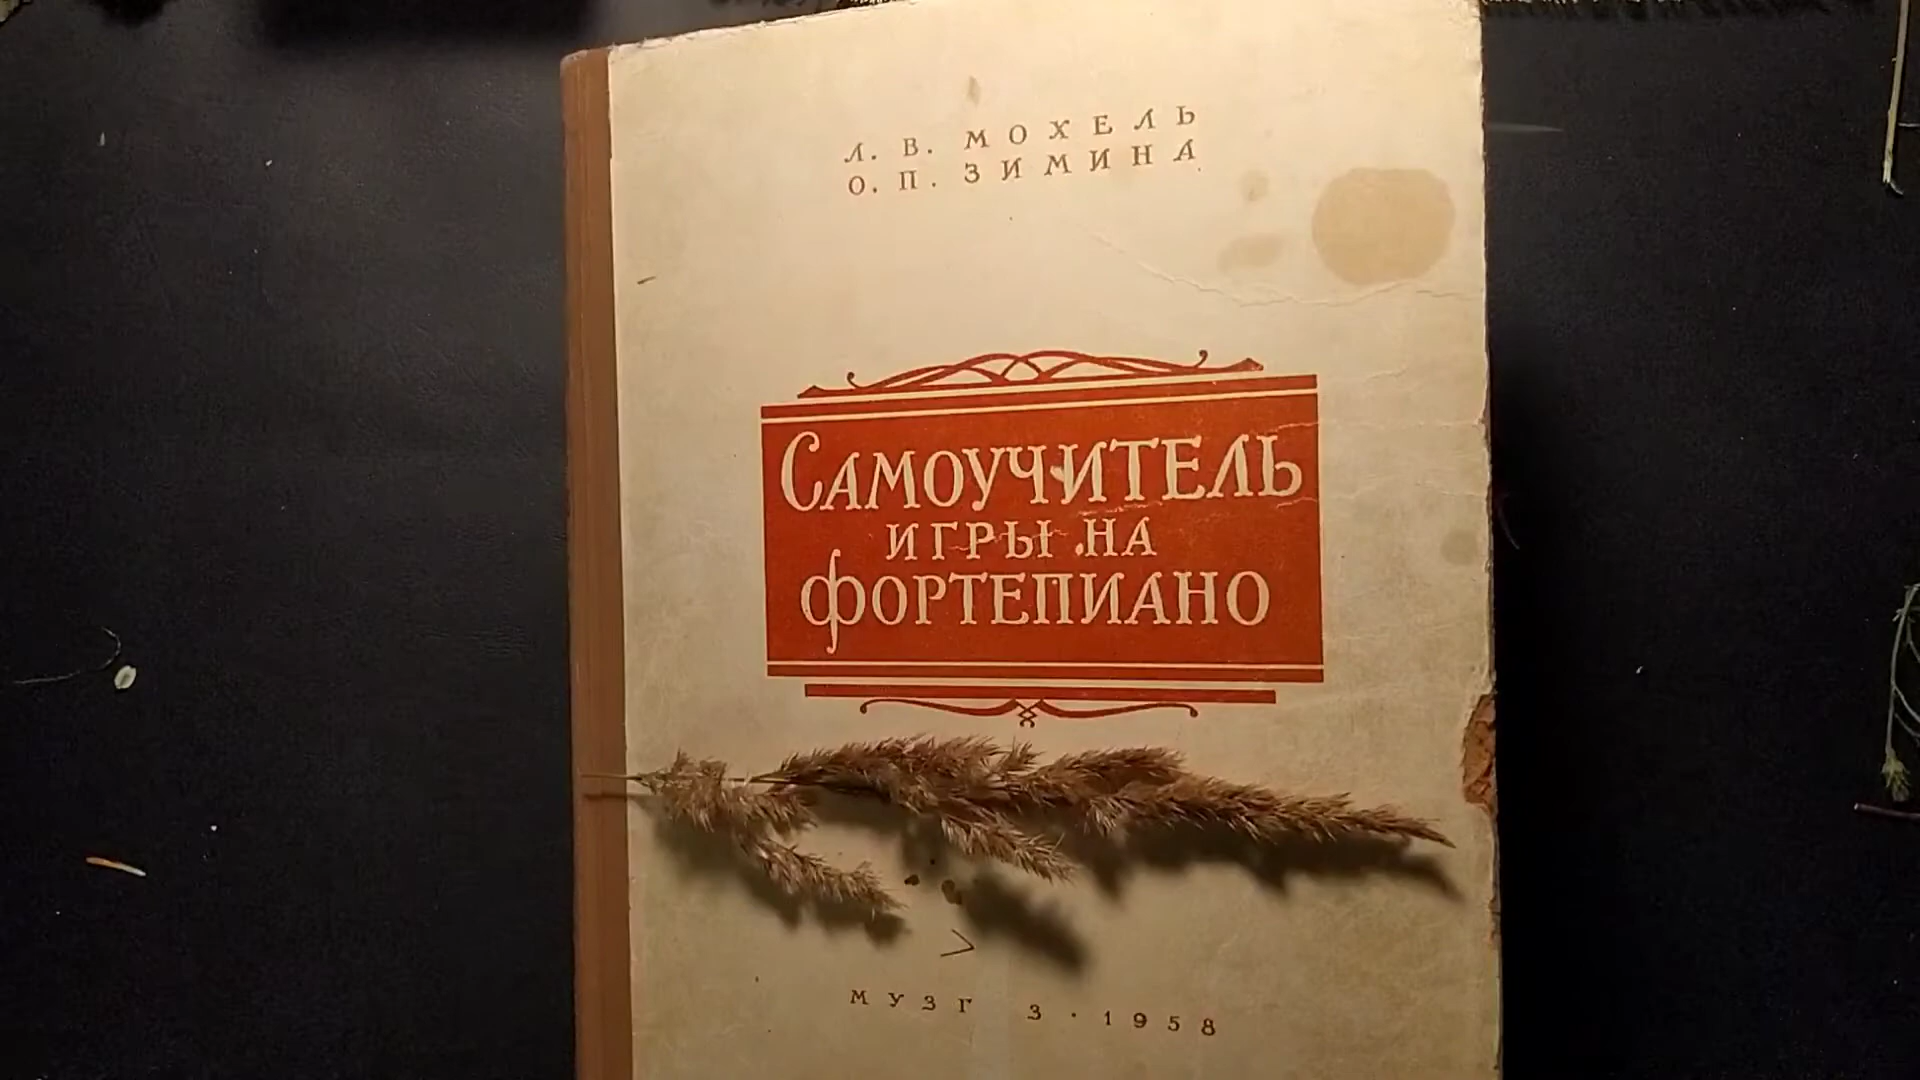 Л. В. МОХЕЛЬ
О. П. ЗИМИНА
САМОУЧИТЕЛЬ
ИГРЫ НА
ФОРТЕПИАНО
МУЗГИЗ · 1958